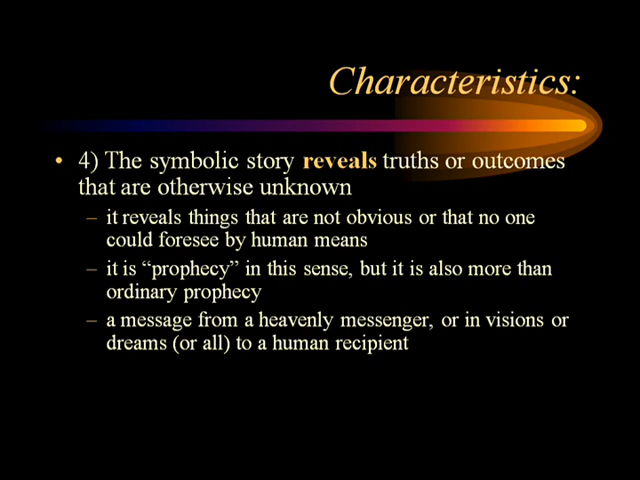 Characteristics:
• 4) The symbolic story reveals truths or outcomes
that are otherwise unknown
– it reveals things that are not obvious or that no one
could foresee by human means
– it is “prophecy” in this sense, but it is also more than
ordinary prophecy
– a message from a heavenly messenger, or in visions or
dreams (or all) to a human recipient